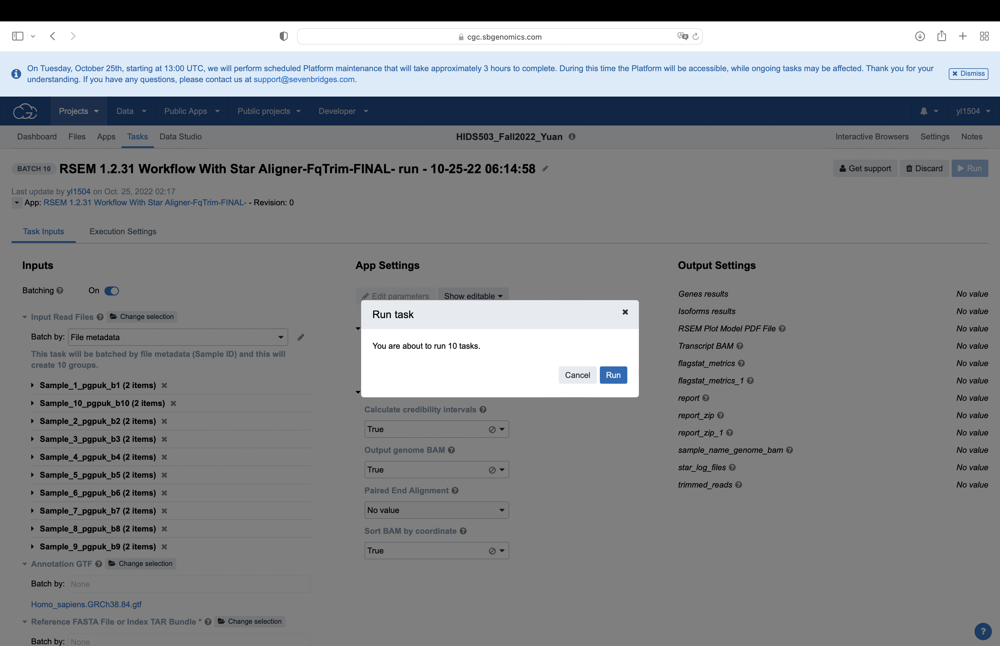 cgc.sbgenomics.com
On Tuesday, October 25th, starting at 13:00 UTC, we will perform scheduled Platform maintenance that will take approximately 3 hours to complete. During this time the Platform will be accessible, while ongoing tasks may be affected. Thank you for your
understanding. If you have any questions, please contact us at support@sevenbridges.com.
Dismiss
Projects Data Public Apps Public projects Developer yl1504
Dashboard Files Apps Tasks Data Studio HIDS503_Fall2022_Yuan Interactive Browsers Settings Notes
BATCH 10 RSEM 1.2.31 Workflow With Star Aligner-FqTrim-FINAL- run - 10-25-22 06:14:58 Get support Discard Run
Last update by yl1504 on Oct. 25, 2022 02:17
App: RSEM 1.2.31 Workflow With Star Aligner-FqTrim-FINAL- - Revision: 0
Task Inputs Execution Settings
Inputs
Batching On
Input Read Files Change selection
Batch by: File metadata
This task will be batched by file metadata (Sample ID) and this will
create 10 groups.
Sample_1_pgpuk_b1 (2 items)
Sample_10_pgpuk_b10 (2 items)
Sample_2_pgpuk_b2 (2 items)
Sample_3_pgpuk_b3 (2 items)
Sample_4_pgpuk_b4 (2 items)
Sample_5_pgpuk_b5 (2 items)
Sample_6_pgpuk_b6 (2 items)
Sample_7_pgpuk_b7 (2 items)
Sample_8_pgpuk_b8 (2 items)
Sample_9_pgpuk_b9 (2 items)
Annotation GTF Change selection
Batch by: None
Homo_sapiens.GRCh38.84.gtf
Reference FASTA File or Index TAR Bundle * Change selection
Batch by: None
App Settings
Edit parameters Show editable
Run task
You are about to run 10 tasks.
Cancel Run
Calculate credibility intervals
True
Output genome BAM
True
Paired End Alignment
No value
Sort BAM by coordinate
True
Output Settings
Genes results No value
Isoforms results No value
RSEM Plot Model PDF File No value
Transcript BAM No value
flagstat_metrics No value
flagstat_metrics_1 No value
report No value
report_zip No value
report_zip_1 No value
sample_name_genome_bam No value
star_log_files No value
trimmed_reads No value